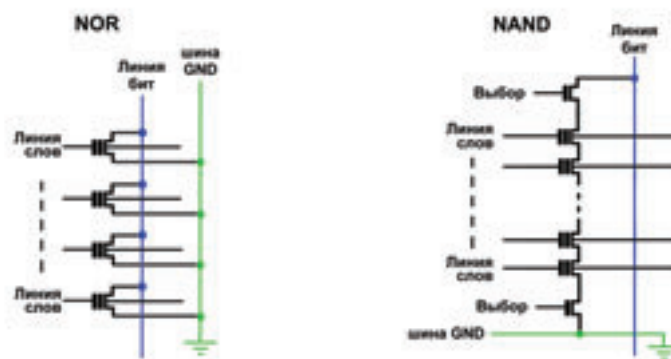 NOR
Линия
бит
шина
GND
Линия
слов
Линия
слов
NAND
Линия
бит
Выбор
Линия
слов
Линия
слов
Выбор
шина GND